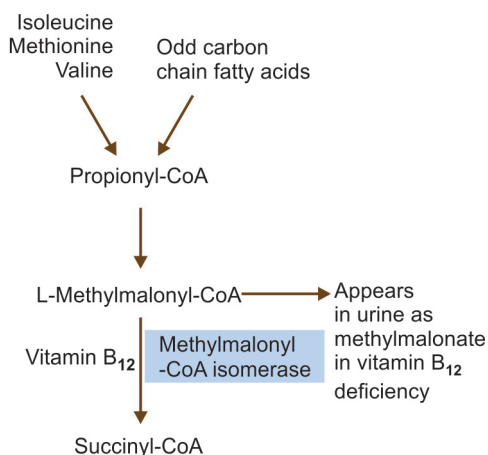 Isoleucine
Methionine
Valine
Odd carbon
chain fatty acids
Propionyl-CoA
L-Methylmalonyl-CoA
Appears
in urine as
methylmalonate
in vitamin B₁₂
deficiency
Vitamin B₁₂
Methylmalonyl
-CoA isomerase
Succinyl-CoA